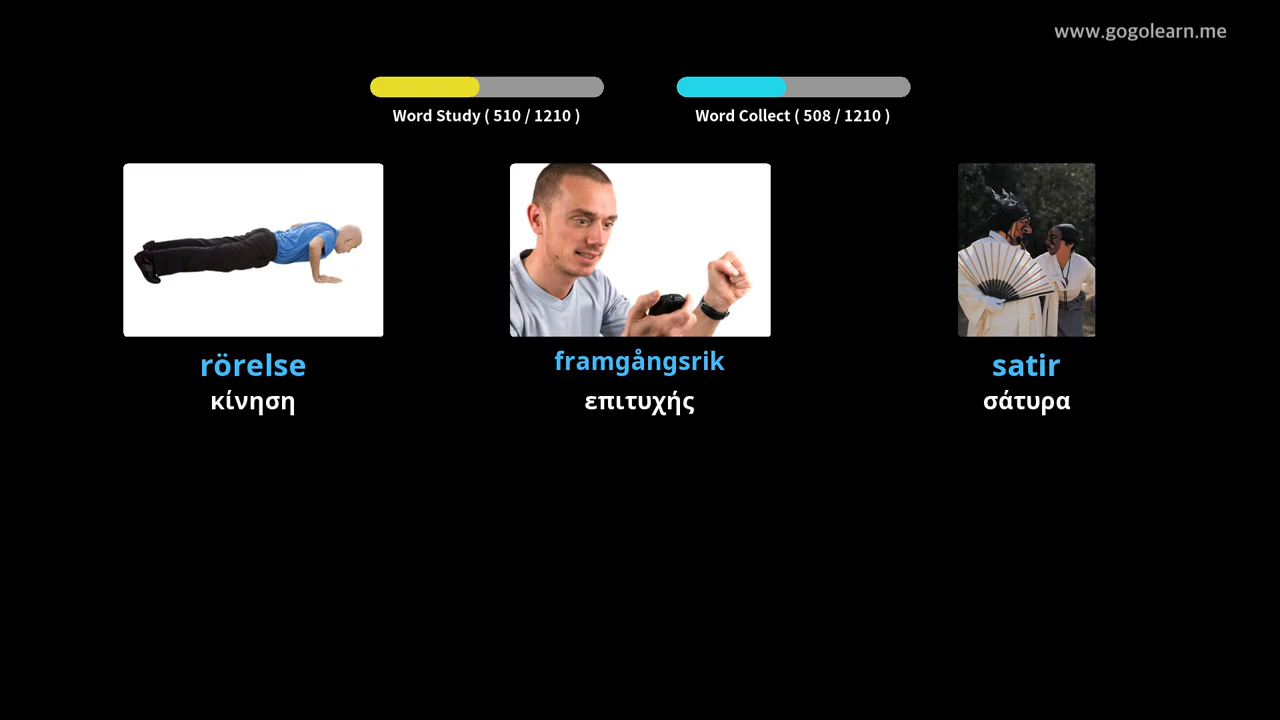 www.gogolearn.me
Word Study ( 510 / 1210 )
Word Collect ( 508 / 1210 )
rörelse
κίνηση
framgångsrik
επιτυχής
satir
σάτυρα